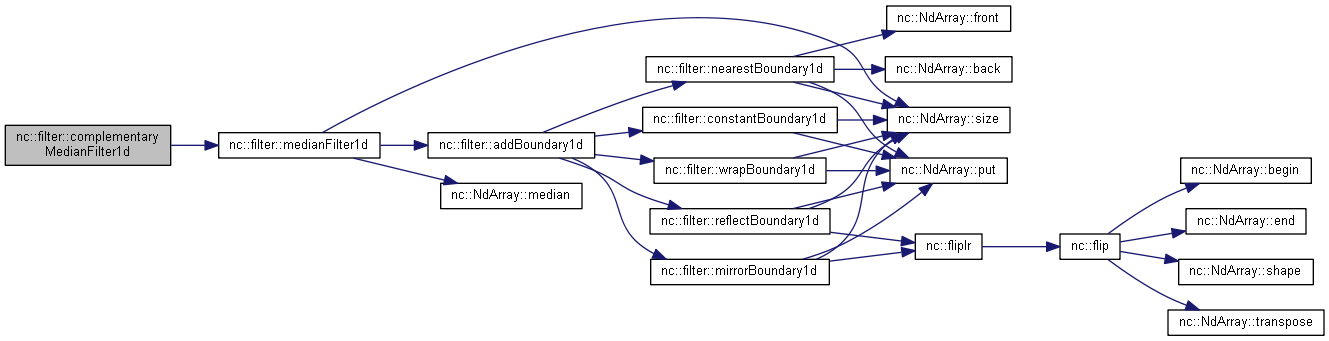 nc::filter::complementary
MedianFilter1d
nc::filter::medianFilter1d
nc::filter::addBoundary1d
nc::NdArray::median
nc::filter::nearestBoundary1d
nc::filter::constantBoundary1d
nc::filter::wrapBoundary1d
nc::filter::reflectBoundary1d
nc::filter::mirrorBoundary1d
nc::NdArray::front
nc::NdArray::back
nc::NdArray::size
nc::NdArray::put
nc::fliplr
nc::flip
nc::NdArray::begin
nc::NdArray::end
nc::NdArray::shape
nc::NdArray::transpose